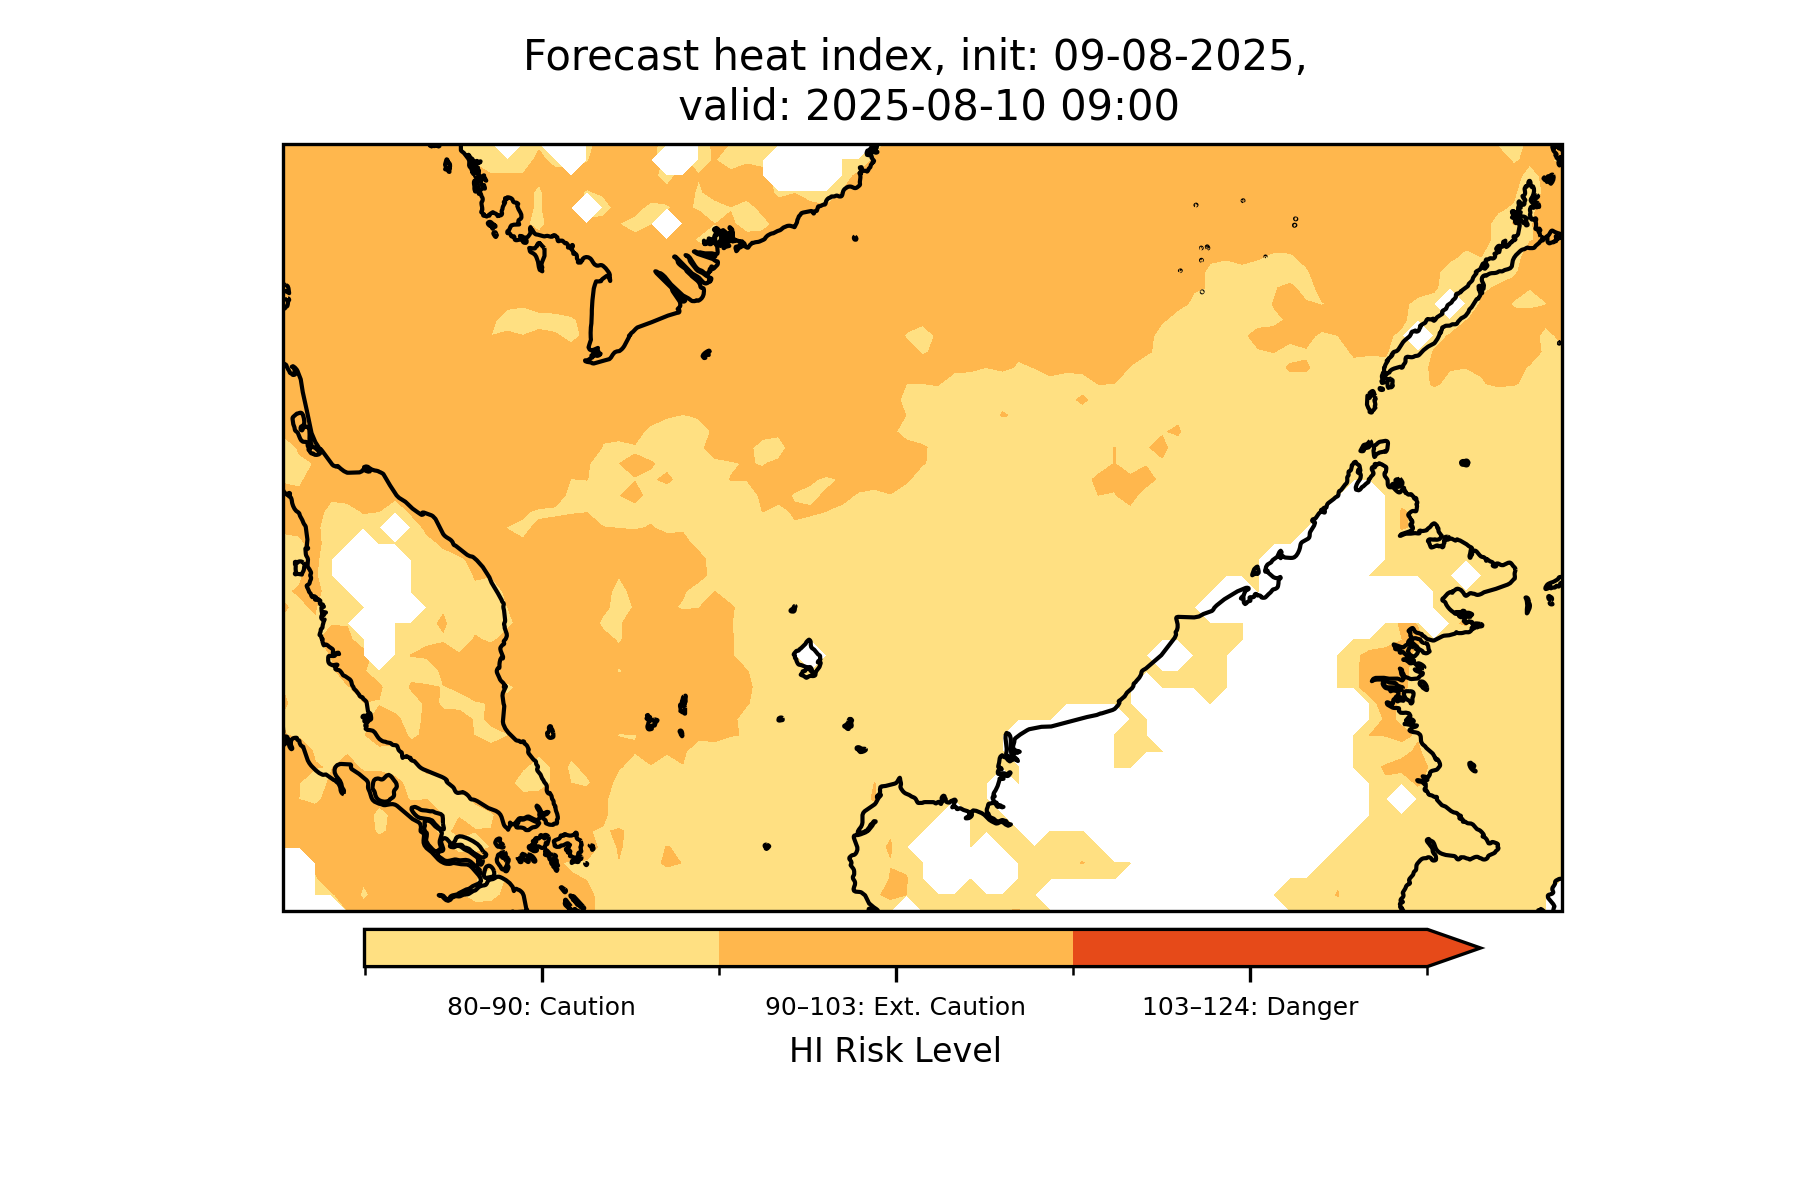 Forecast heat index, init: 09-08-2025,
valid: 2025-08-10 09:00
80–90: Caution
90–103: Ext. Caution
103–124: Danger
HI Risk Level